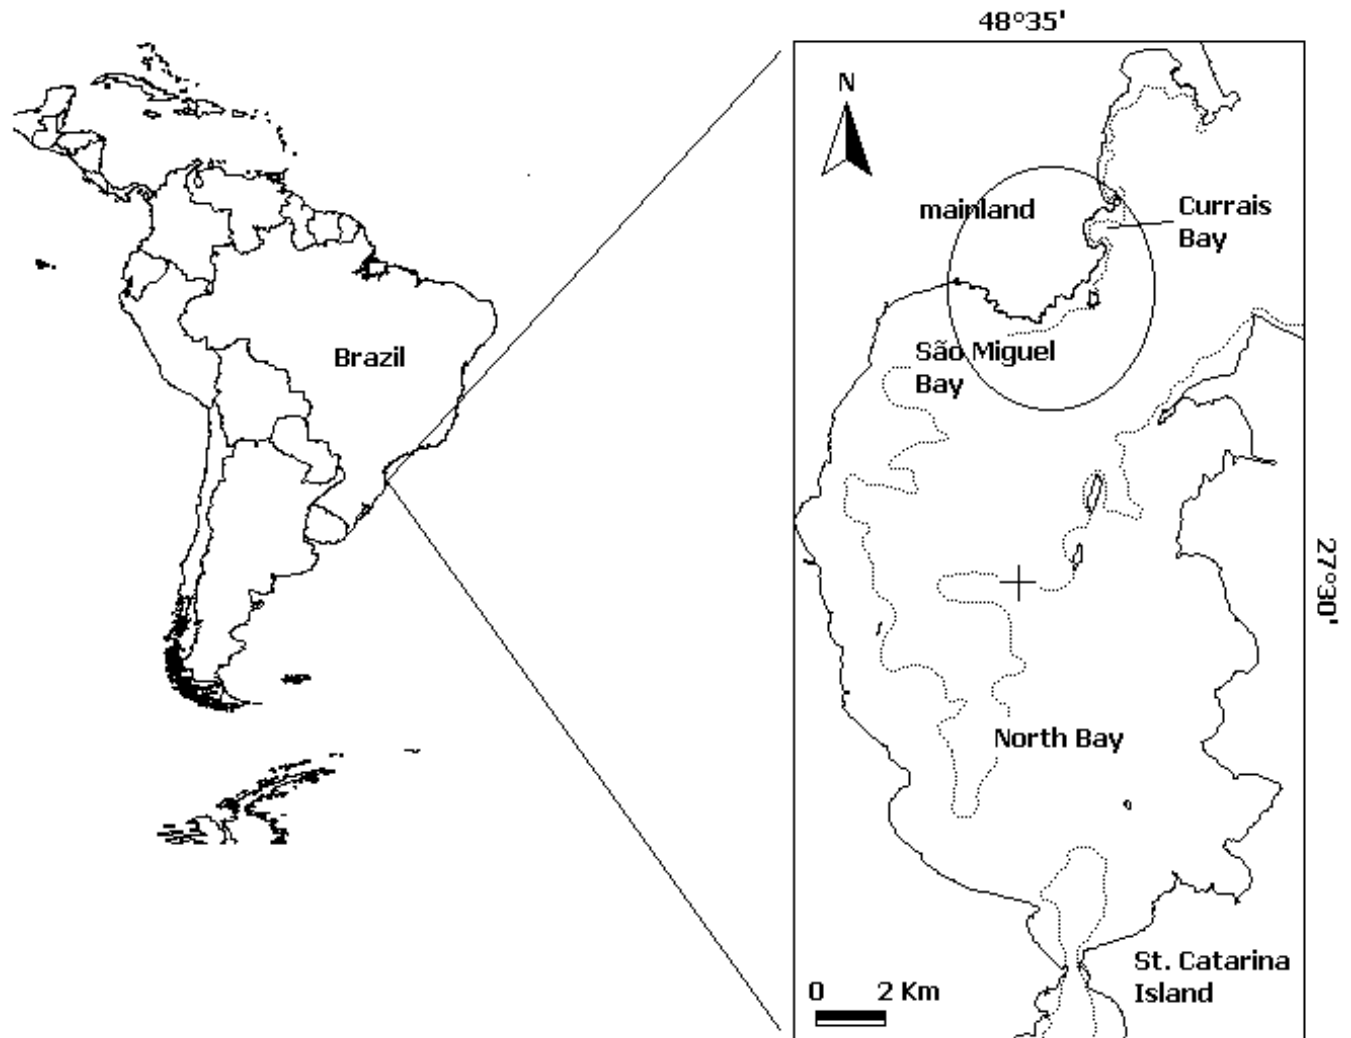 48°35'
N
mainland
Currais
Bay
Brazil
São Miguel
Bay
27°30'
North Bay
St. Catarina
Island
0 2 Km